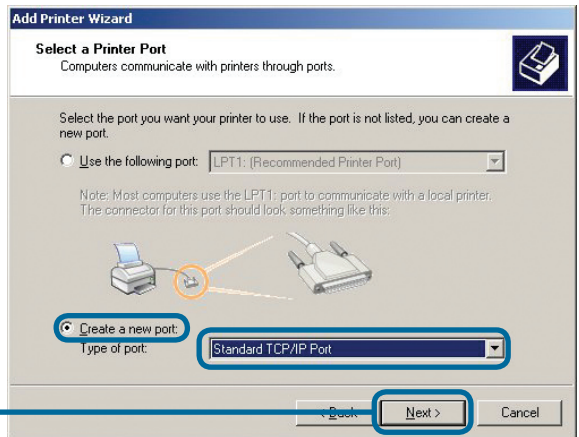 Add Printer Wizard
Select a Printer Port
Computers communicate with printers through ports.
Select the port you want your printer to use. If the port is not listed, you can create a
new port.
Use the following port: LPT1: (Recommended Printer Port)
Note: Most computers use the LPT1: port to communicate with a local printer.
The connector for this port should look something like this:
Create a new port:
Type of port: Standard TCP/IP Port
< Back Next > Cancel